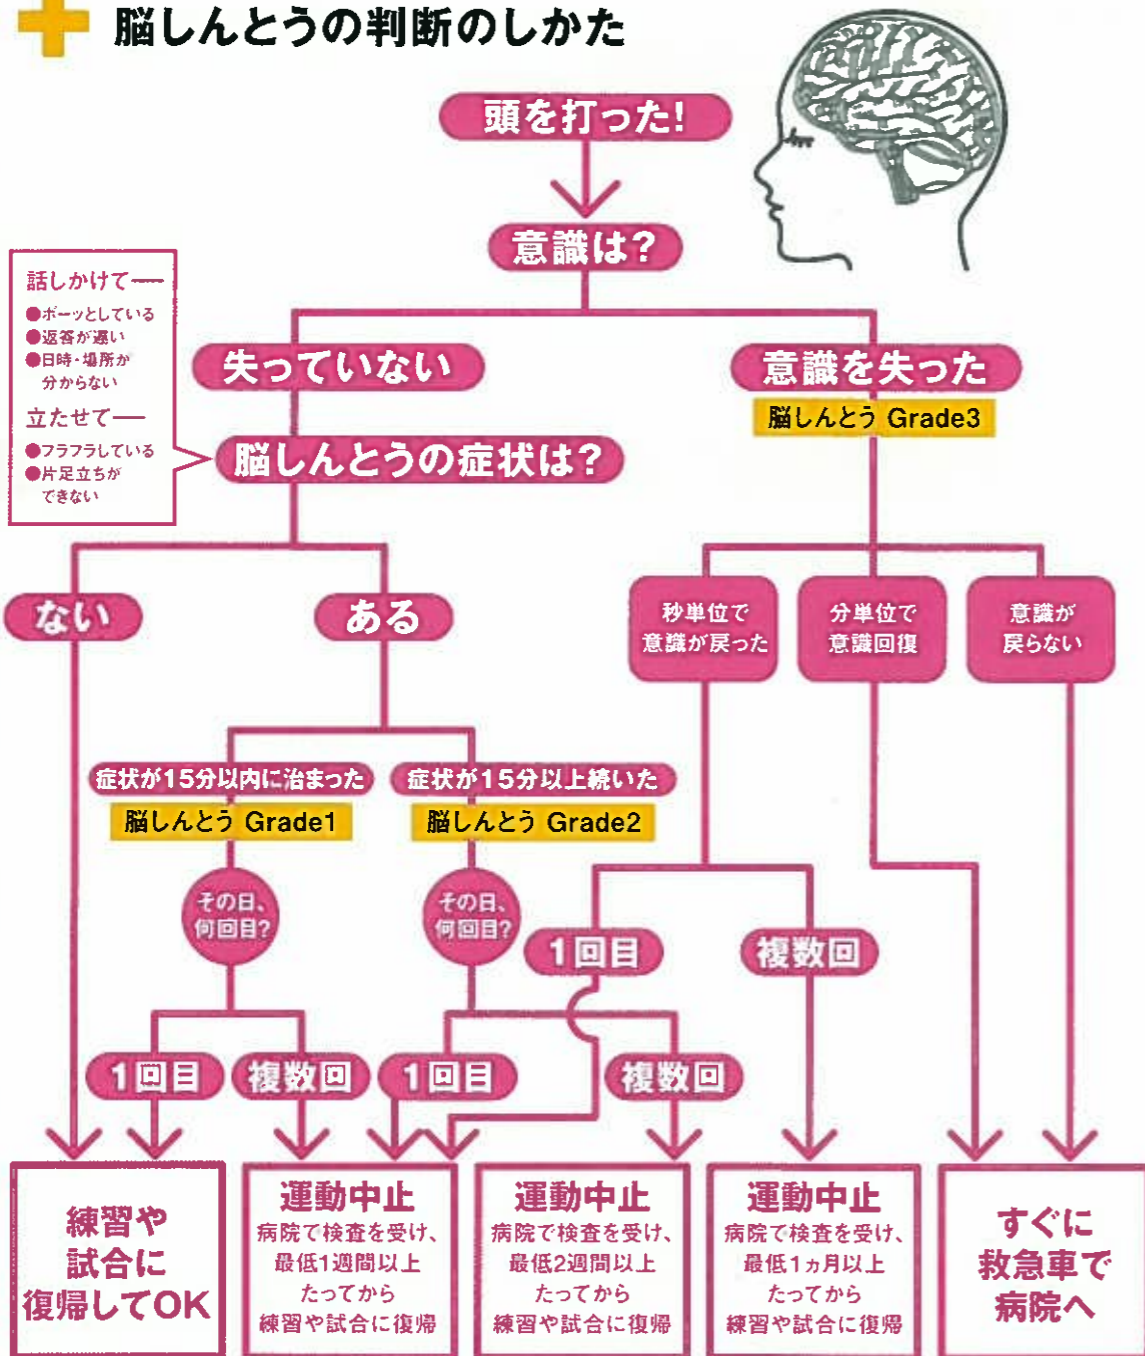 脳しんとうの判断のしかた
頭を打った!
意識は?
話しかけて──
●ボーッとしている
●返答が遅い
●日時・場所が
分からない
立たせて──
●フラフラしている
●片足立ちが
できない
失っていない
意識を失った
脳しんとう Grade3
脳しんとうの症状は?
ない
ある
秒単位で
意識が戻った
分単位で
意識回復
意識が
戻らない
症状が15分以内に治まった
脳しんとう Grade1
症状が15分以上続いた
脳しんとう Grade2
その日、
何回目?
その日、
何回目?
1回目
複数回
1回目
複数回
1回目
複数回
練習や
試合に
復帰してOK
運動中止
病院で検査を受け、
最低1週間以上
たってから
練習や試合に復帰
運動中止
病院で検査を受け、
最低2週間以上
たってから
練習や試合に復帰
運動中止
病院で検査を受け、
最低1ヵ月以上
たってから
練習や試合に復帰
すぐに
救急車で
病院へ